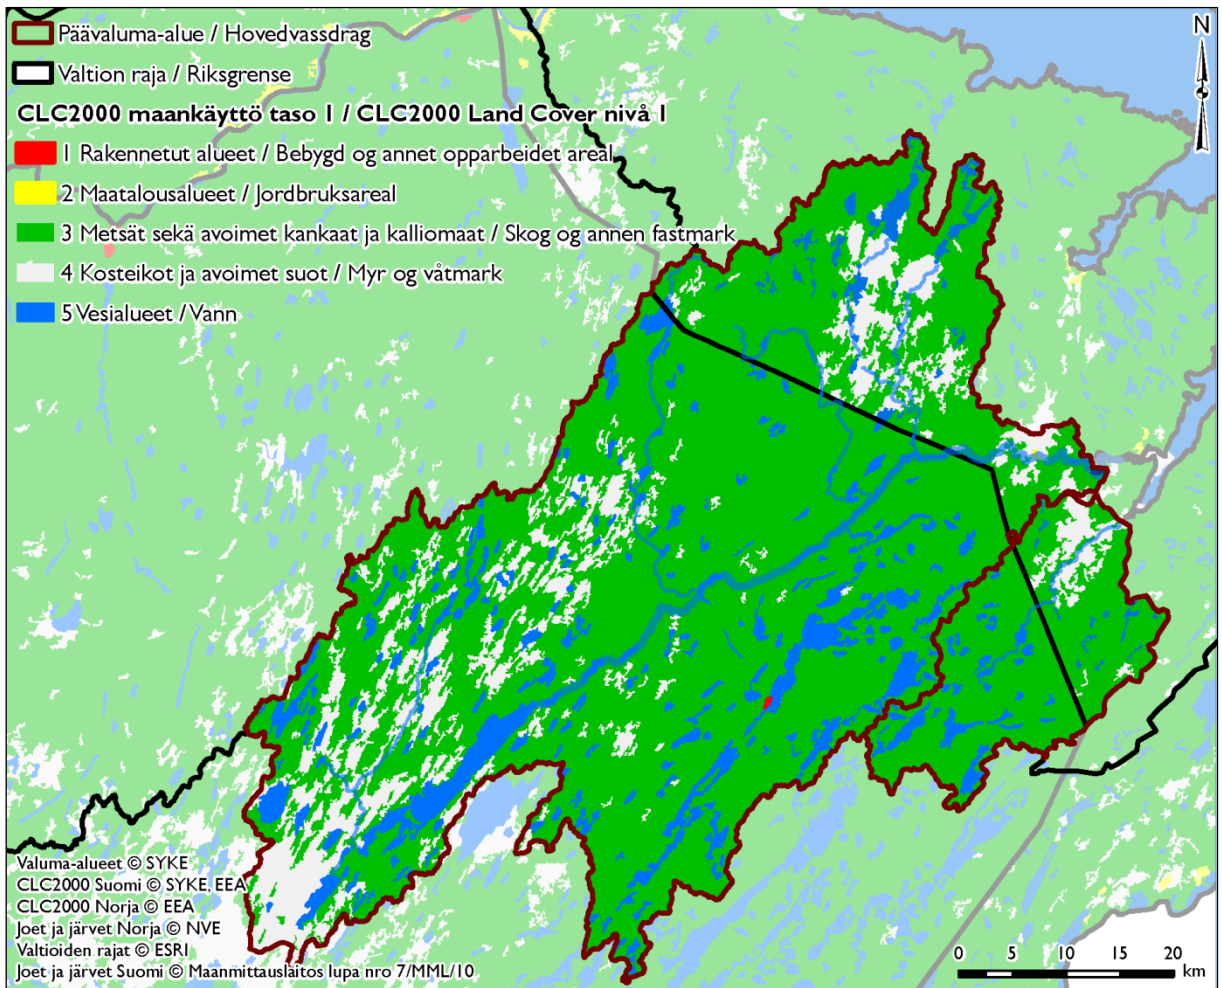 Päävaluma-alue / Hovedvassdrag
Valtion raja / Riksgrense
CLC2000 maankäyttö taso 1 / CLC2000 Land Cover nivå 1
1 Rakennetut alueet / Bebygd og annet opparbeidet areal
2 Maatalousalueet / Jordbruksareal
3 Metsät sekä avoimet kankaat ja kalliomaat / Skog og annen fastmark
4 Kosteikot ja avoimet suot / Myr og våtmark
5 Vesialueet / Vann
N
Valuma-alueet © SYKE
CLC2000 Suomi © SYKE, EEA
CLC2000 Norja © EEA
Joet ja järvet Norja © NVE
Valtioiden rajat © ESRI
Joet ja järvet Suomi © Maanmittauslaitos lupa nro 7/MML/10
0 5 10 15 20
km